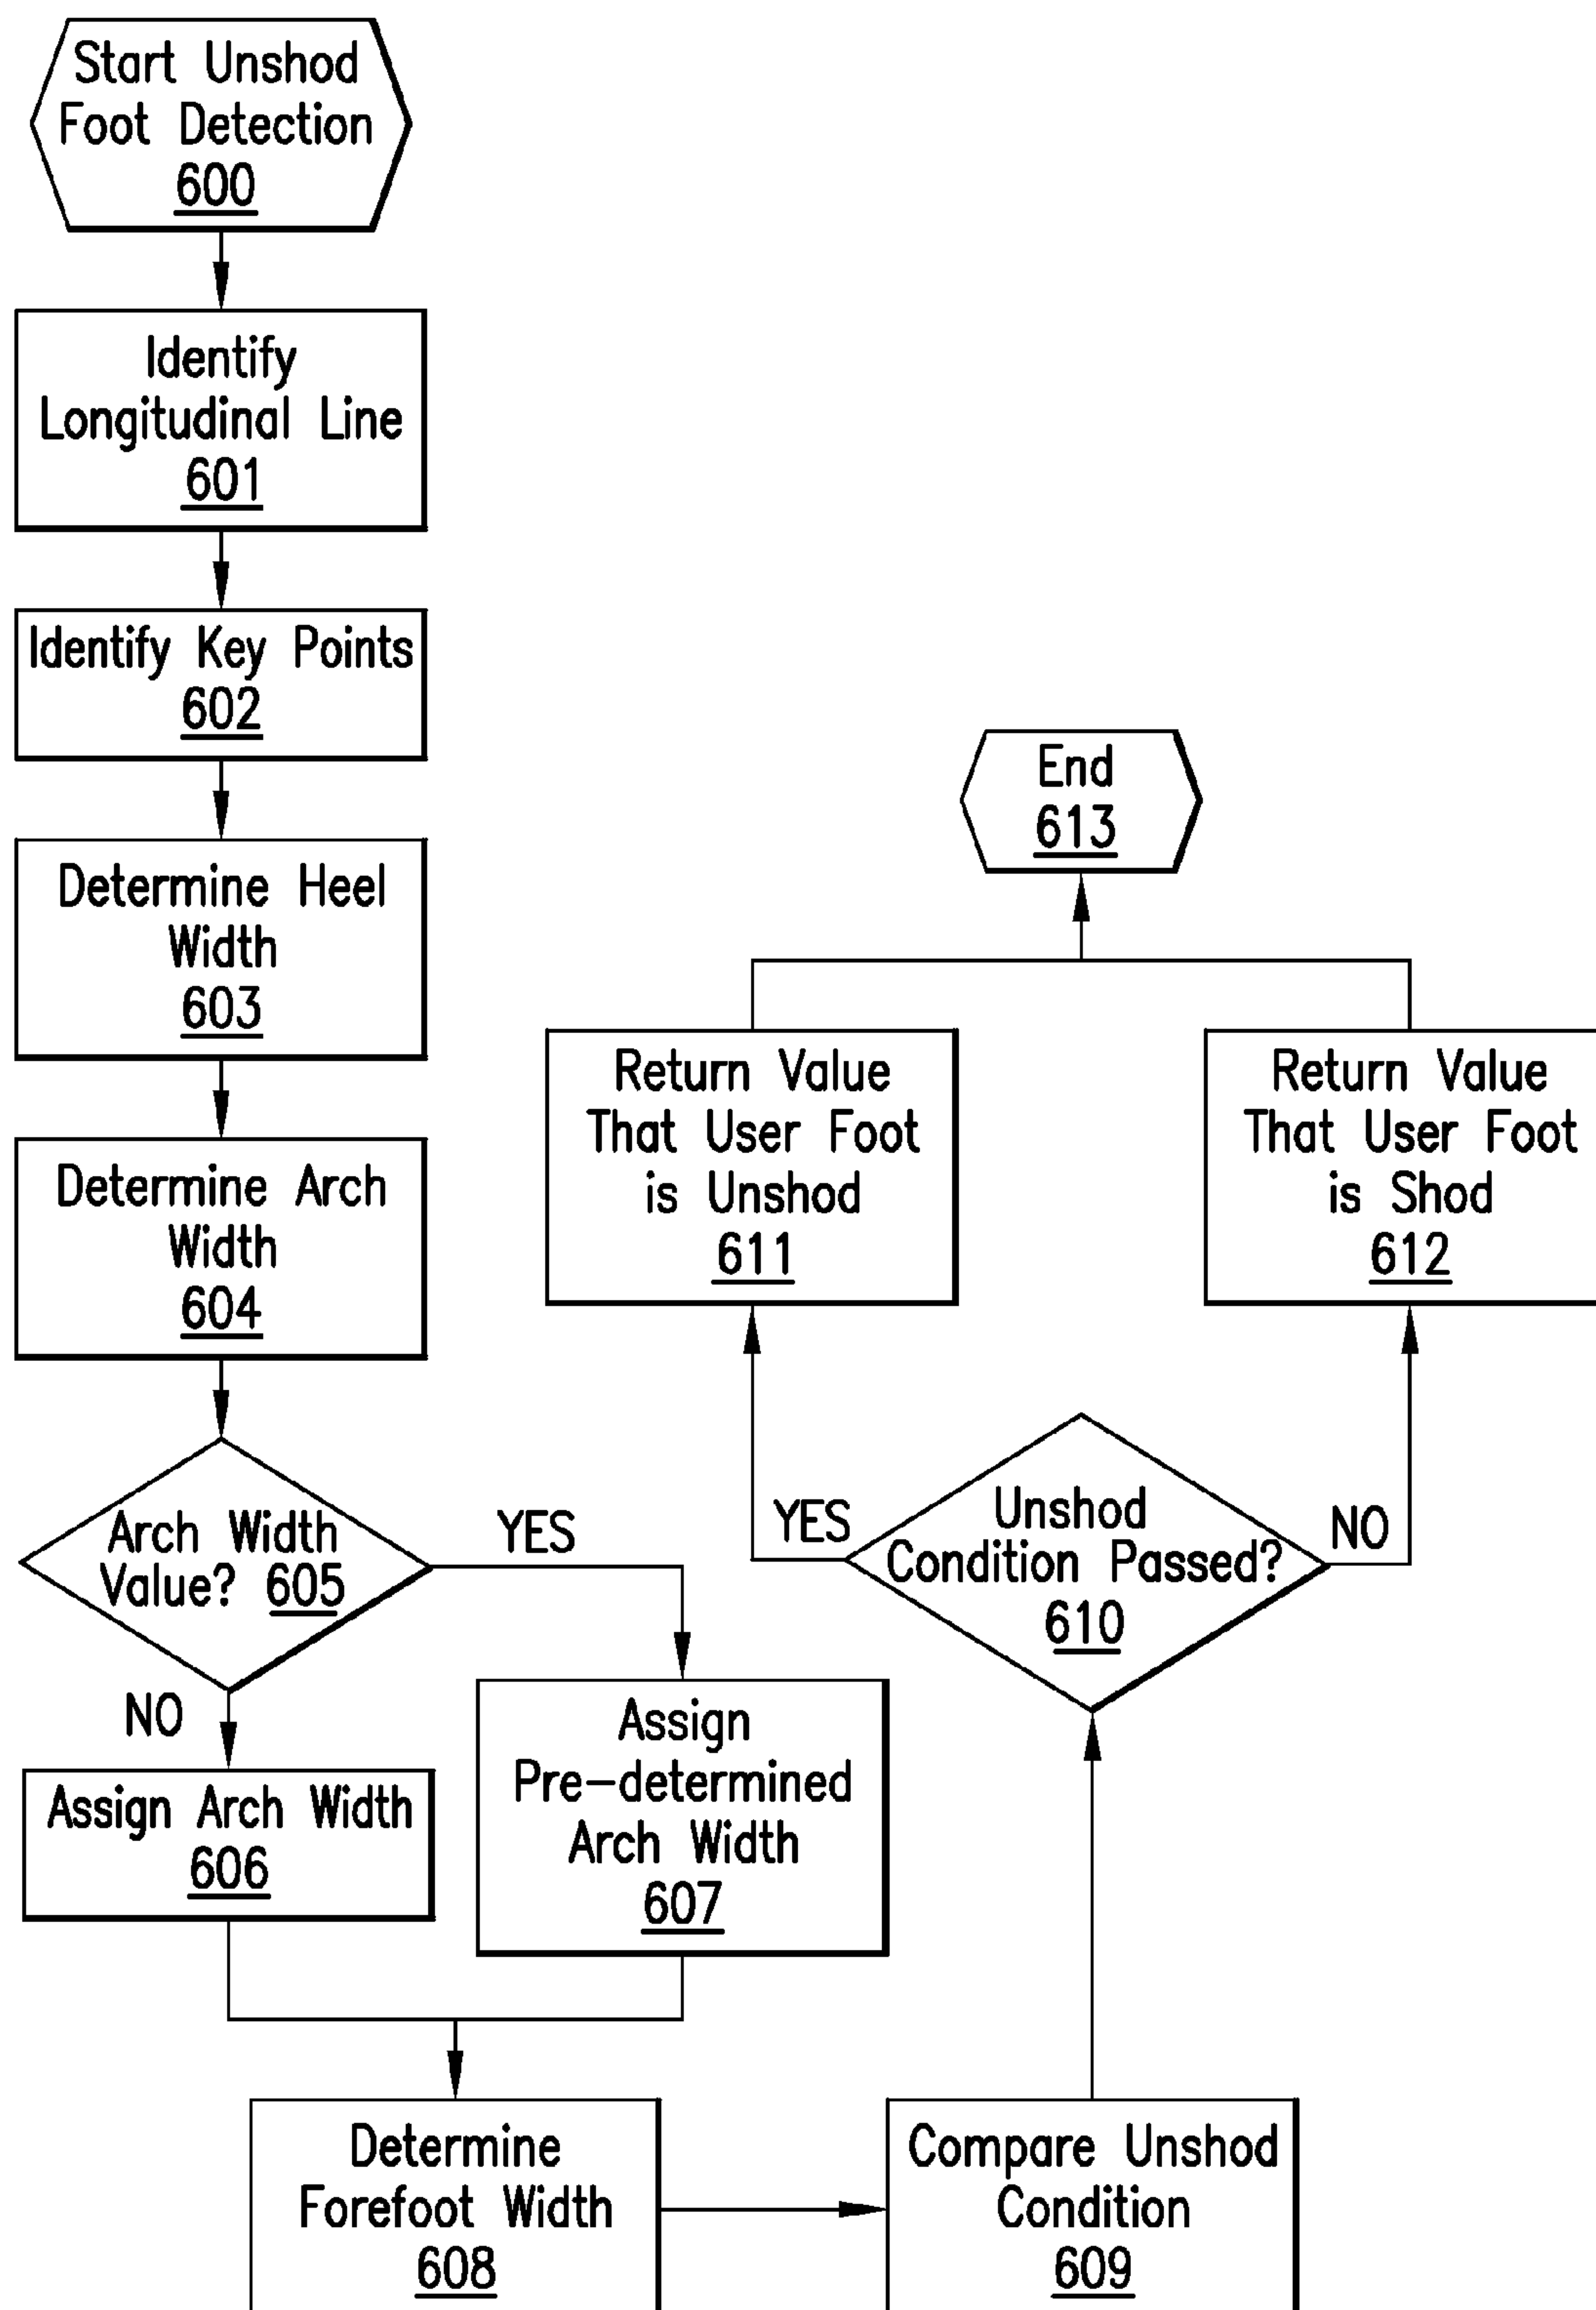 Start Unshod
Foot Detection
600
Identify
Longitudinal Line
601
Identify Key Points
602
Determine Heel
Width
603
Determine Arch
Width
604
Arch Width
Value? 605
YES
NO
Assign Arch Width
606
Assign
Pre-determined
Arch Width
607
Determine
Forefoot Width
608
Compare Unshod
Condition
609
Unshod
Condition Passed?
610
YES
NO
Return Value
That User Foot
is Unshod
611
Return Value
That User Foot
is Shod
612
End
613